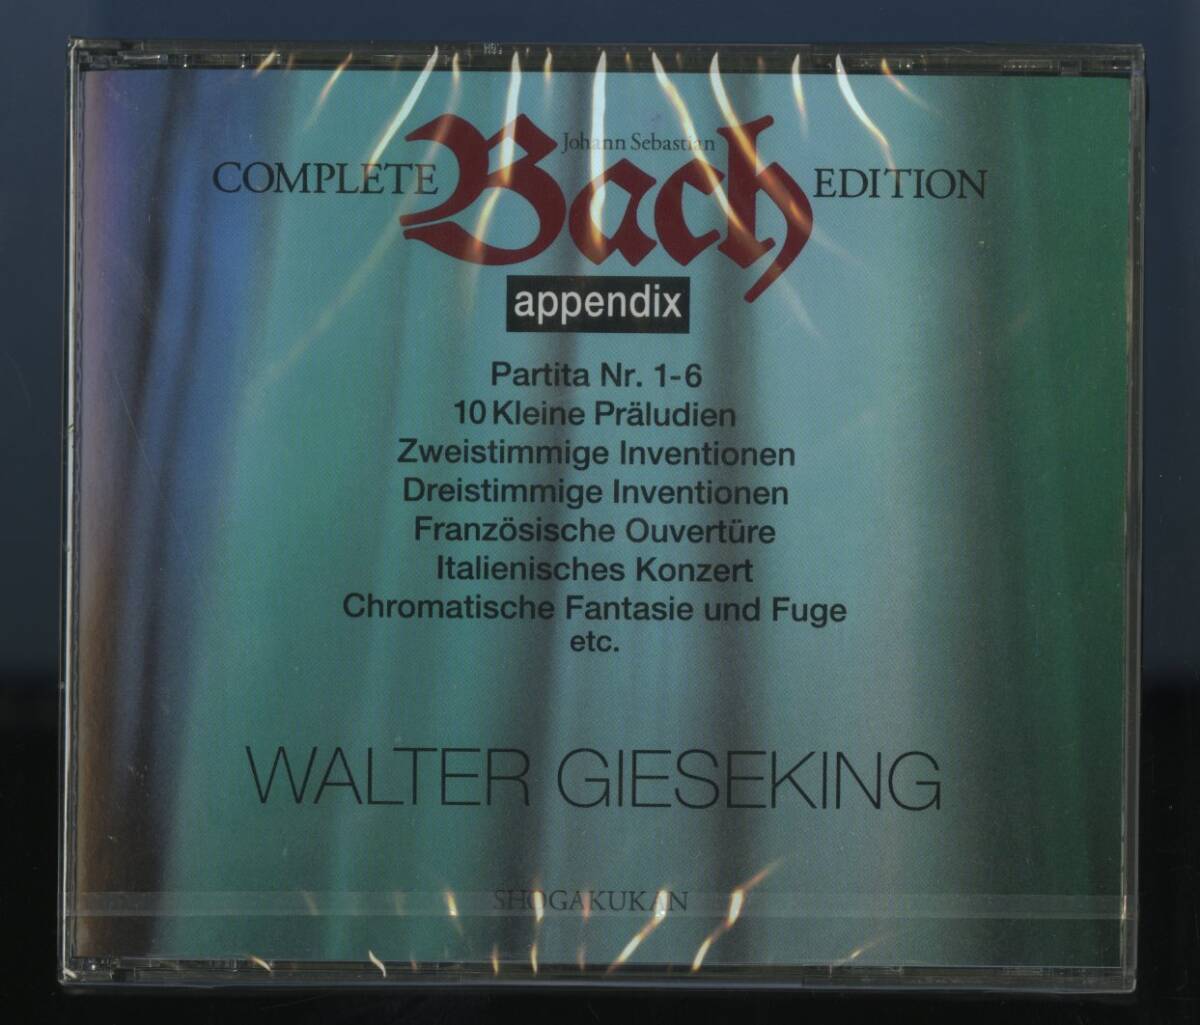 Johann Sebastian
COMPLETE Bach EDITION
appendix
Partita Nr. 1-6
10 Kleine Präludien
Zweistimmige Inventionen
Dreistimmige Inventionen
Französische Ouvertüre
Italienisches Konzert
Chromatische Fantasie und Fuge
etc.
WALTER GIESEKING
SHOGAKUKAN